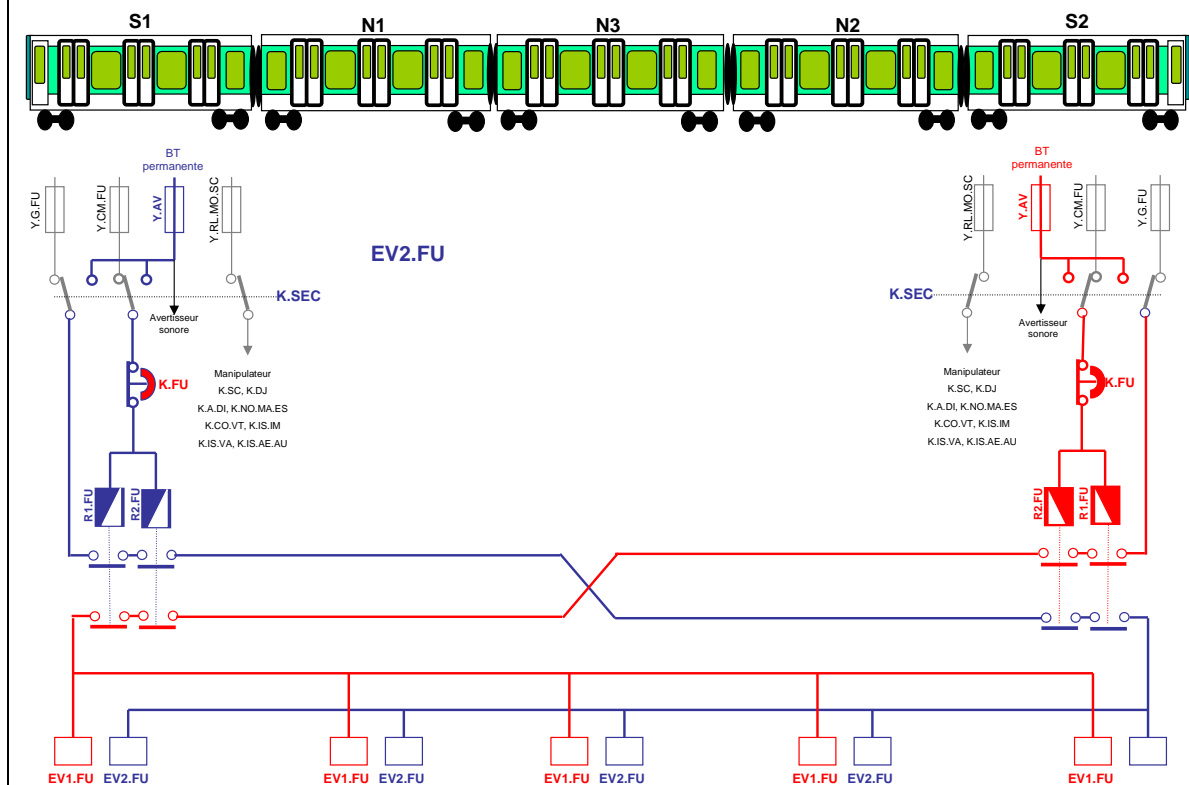 S1 N1 N3 N2 S2
BT
permanente
BT
permanente
Y.G.FU
Y.CM.FU
Y.AV
Y.RL.MO.SC
Y.RL.MO.SC
Y.AV
Y.CM.FU
Y.G.FU
EV2.FU
K.SEC
K.SEC
Avertisseur
sonore
Avertisseur
sonore
K.FU
Manipulateur
K.SC, K.DJ
K.A.DI, K.NO.MA.ES
K.CO.VT, K.IS.IM
K.IS.VA, K.IS.AE.AU
Manipulateur
K.SC, K.DJ
K.A.DI, K.NO.MA.ES
K.CO.VT, K.IS.IM
K.IS.VA, K.IS.AE.AU
K.FU
R1.FU
R2.FU
R2.FU
R1.FU
EV1.FU EV2.FU EV1.FU EV2.FU EV1.FU EV2.FU EV1.FU EV2.FU EV1.FU